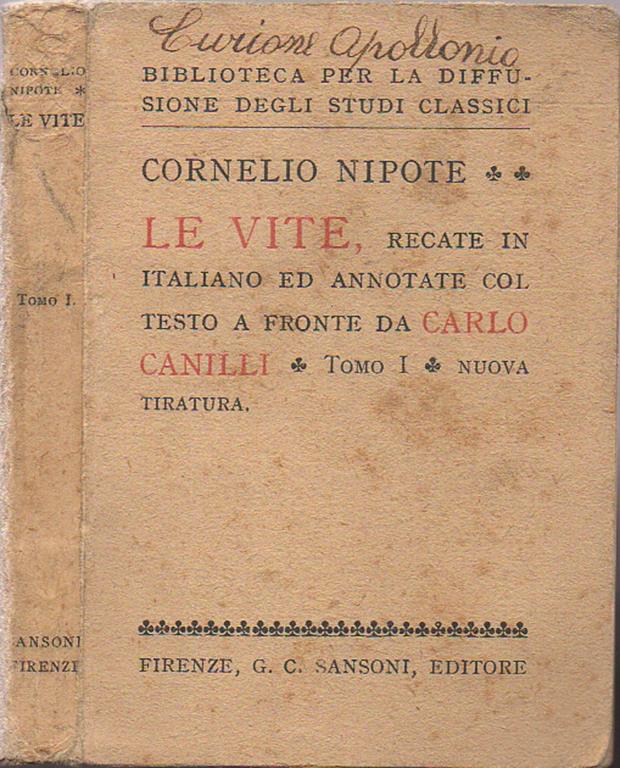 Curione Apollonio
BIBLIOTECA PER LA DIFFU-
SIONE DEGLI STUDI CLASSICI
CORNELIO NIPOTE
LE VITE, RECATE IN
ITALIANO ED ANNOTATE COL
TESTO A FRONTE DA CARLO
CANILLI TOMO I NUOVA
TIRATURA.
FIRENZE, G. C. SANSONI, EDITORE
CORNELIO
NIPOTE *
LE VITE
TOMO I.
ANSONI
FIRENZE